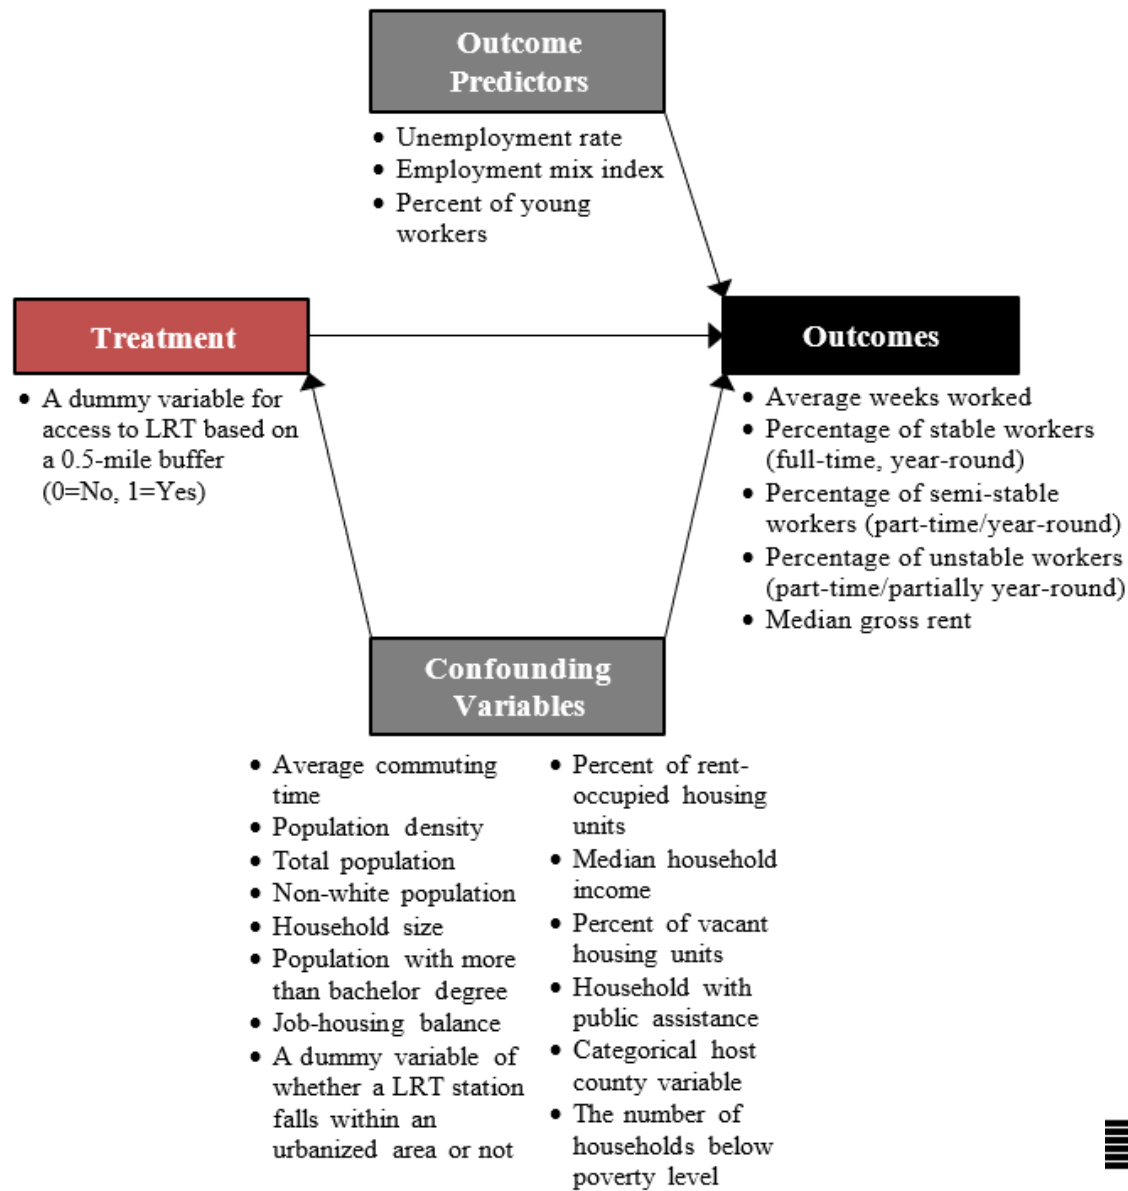 Outcome
Predictors
• Unemployment rate
• Employment mix index
• Percent of young
workers
Treatment
• A dummy variable for
access to LRT based on
a 0.5-mile buffer
(0=No, 1=Yes)
Outcomes
• Average weeks worked
• Percentage of stable workers
(full-time, year-round)
• Percentage of semi-stable
workers (part-time/year-round)
• Percentage of unstable workers
(part-time/partially year-round)
• Median gross rent
Confounding
Variables
• Average commuting
time
• Population density
• Total population
• Non-white population
• Household size
• Population with more
than bachelor degree
• Job-housing balance
• A dummy variable of
whether a LRT station
falls within an
urbanized area or not
• Percent of rent-
occupied housing
units
• Median household
income
• Percent of vacant
housing units
• Household with
public assistance
• Categorical host
county variable
• The number of
households below
poverty level